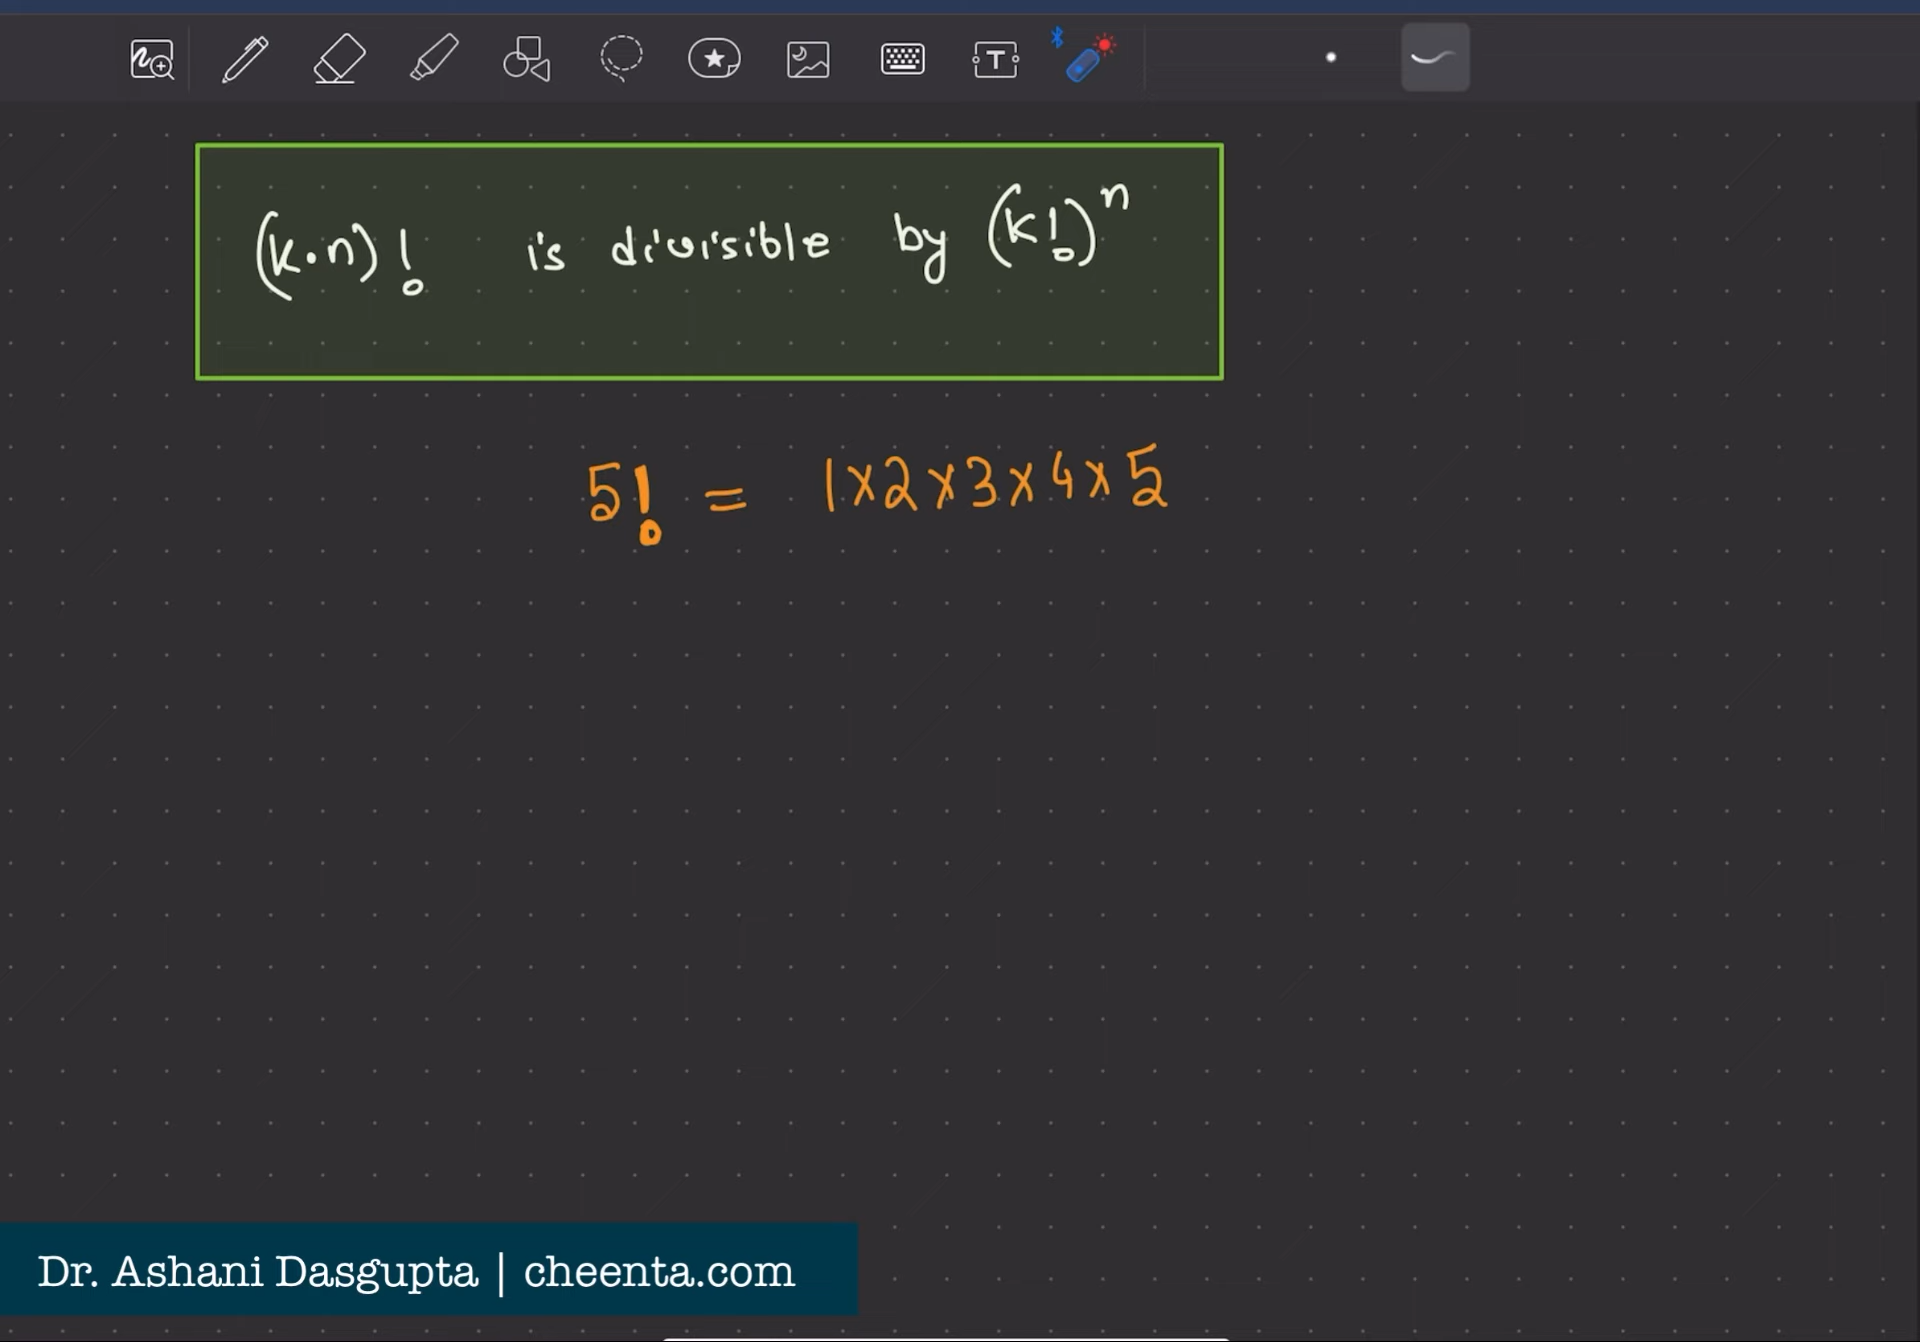 (k·n)! is divisible by (k!)ⁿ
5! = 1×2×3×4×5
Dr. Ashani Dasgupta | cheenta.com